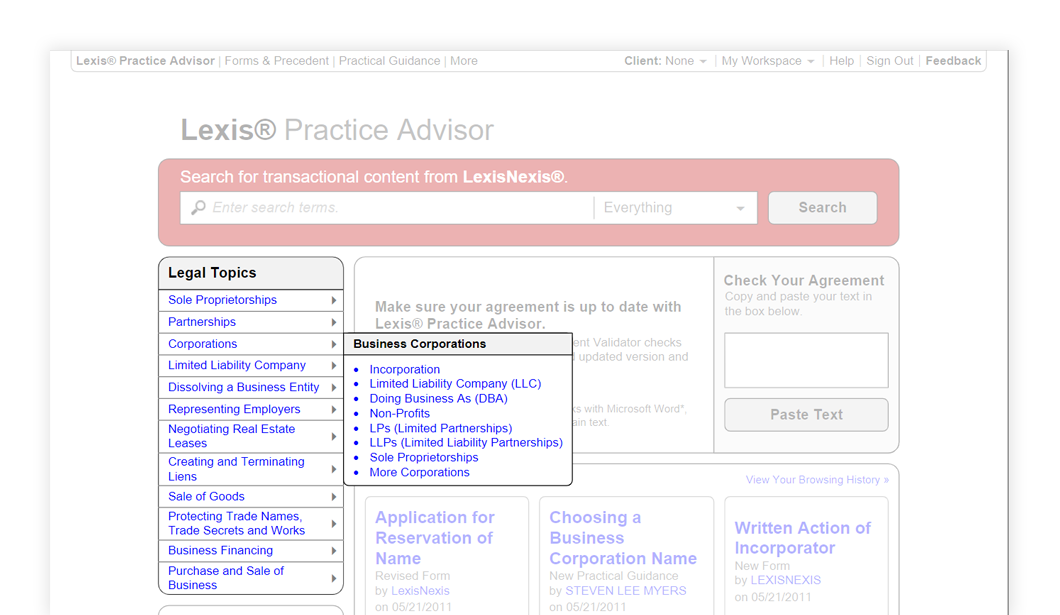 Lexis® Practice Advisor | Forms & Precedent | Practical Guidance | More
Client: None | My Workspace | Help | Sign Out | Feedback
Lexis® Practice Advisor
Search for transactional content from LexisNexis®.
Enter search terms.
Everything
Search
Legal Topics
Sole Proprietorships
Partnerships
Corporations
Limited Liability Company
Dissolving a Business Entity
Representing Employers
Negotiating Real Estate
Leases
Creating and Terminating
Liens
Sale of Goods
Protecting Trade Names,
Trade Secrets and Works
Business Financing
Purchase and Sale of
Business
Business Corporations
• Incorporation
• Limited Liability Company (LLC)
• Doing Business As (DBA)
• Non-Profits
• LPs (Limited Partnerships)
• LLPs (Limited Liability Partnerships)
• Sole Proprietorships
• More Corporations
Make sure your agreement is up to date with
Lexis® Practice Advisor.
ent Validator checks
updated version and
ks with Microsoft Word*,
ain text.
Check Your Agreement
Copy and paste your text in
the box below.
Paste Text
View Your Browsing History »
Application for
Reservation of
Name
Revised Form
by LexisNexis
on 05/21/2011
Choosing a
Business
Corporation Name
New Practical Guidance
by STEVEN LEE MYERS
on 05/21/2011
Written Action of
Incorporator
New Form
by LEXISNEXIS
on 05/21/2011